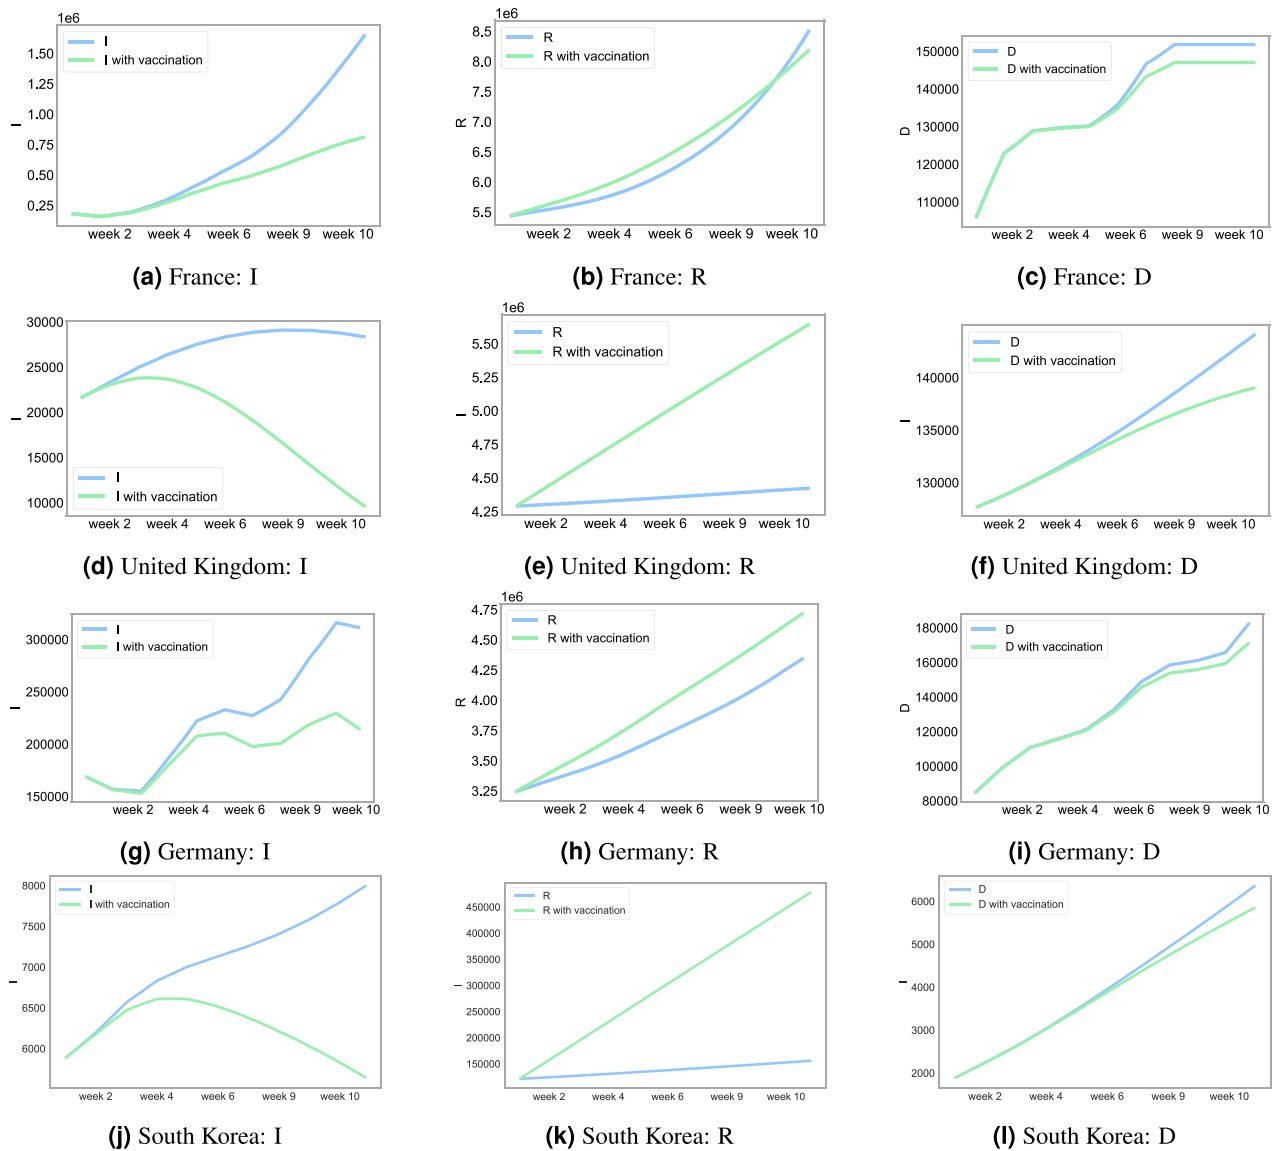 1e6
I
I with vaccination
1.50
1.25
1.00
0.75
0.50
0.25
I
week 2 week 4 week 6 week 9 week 10
(a) France: I
1e6
R
R with vaccination
8.5
8.0
7.5
7.0
6.5
6.0
5.5
R
week 2 week 4 week 6 week 9 week 10
(b) France: R
D
D with vaccination
150000
140000
130000
120000
110000
D
week 2 week 4 week 6 week 9 week 10
(c) France: D
30000
25000
20000
15000
10000
I
I
I with vaccination
week 2 week 4 week 6 week 9 week 10
(d) United Kingdom: I
1e6
R
R with vaccination
5.50
5.25
5.00
4.75
4.50
4.25
I
week 2 week 4 week 6 week 9 week 10
(e) United Kingdom: R
D
D with vaccination
140000
135000
130000
I
week 2 week 4 week 6 week 9 week 10
(f) United Kingdom: D
I
I with vaccination
300000
250000
200000
150000
I
week 2 week 4 week 6 week 9 week 10
(g) Germany: I
1e6
R
R with vaccination
4.75
4.50
4.25
4.00
3.75
3.50
3.25
R
week 2 week 4 week 6 week 9 week 10
(h) Germany: R
D
D with vaccination
180000
160000
140000
120000
100000
80000
D
week 2 week 4 week 6 week 9 week 10
(i) Germany: D
I
I with vaccination
8000
7500
7000
6500
6000
I
week 2 week 4 week 6 week 9 week 10
(j) South Korea: I
R
R with vaccination
450000
400000
350000
300000
250000
200000
150000
I
week 2 week 4 week 6 week 9 week 10
(k) South Korea: R
D
D with vaccination
6000
5000
4000
3000
2000
I
week 2 week 4 week 6 week 9 week 10
(l) South Korea: D